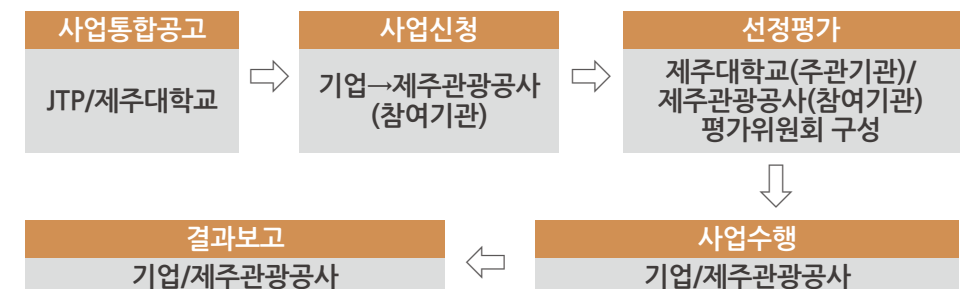 사업통합공고
JTP/제주대학교
사업신청
기업→제주관광공사
(참여기관)
선정평가
제주대학교(주관기관)/
제주관광공사(참여기관)
평가위원회 구성
사업수행
기업/제주관광공사
결과보고
기업/제주관광공사